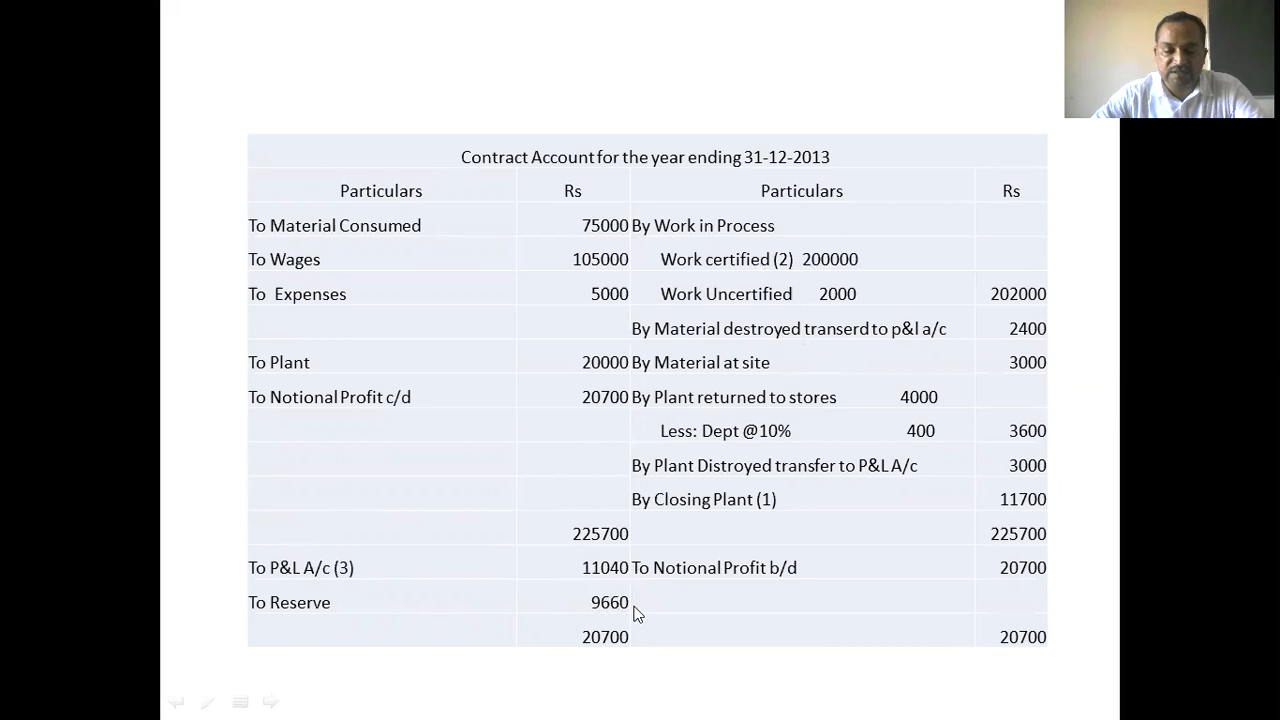 Contract Account for the year ending 31-12-2013
Particulars Rs Particulars Rs
To Material Consumed 75000 By Work in Process
To Wages 105000 Work certified (2) 200000
To Expenses 5000 Work Uncertified 2000 202000
By Material destroyed transerd to p&l a/c 2400
To Plant 20000 By Material at site 3000
To Notional Profit c/d 20700 By Plant returned to stores 4000
Less: Dept @10% 400 3600
By Plant Distroyed transfer to P&L A/c 3000
By Closing Plant (1) 11700
225700 225700
To P&L A/c (3) 11040 To Notional Profit b/d 20700
To Reserve 9660
20700 20700